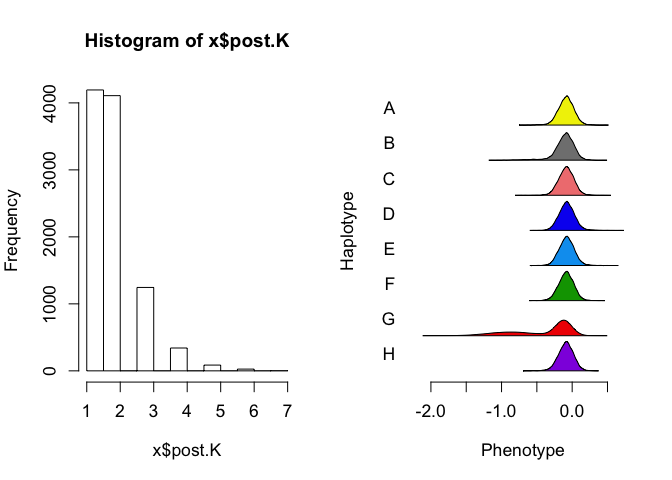 Histogram of x$post.K
Frequency
4000
3000
2000
1000
0
1 2 3 4 5 6 7
x$post.K
Haplotype
A
B
C
D
E
F
G
H
-2.0 -1.0 0.0
Phenotype